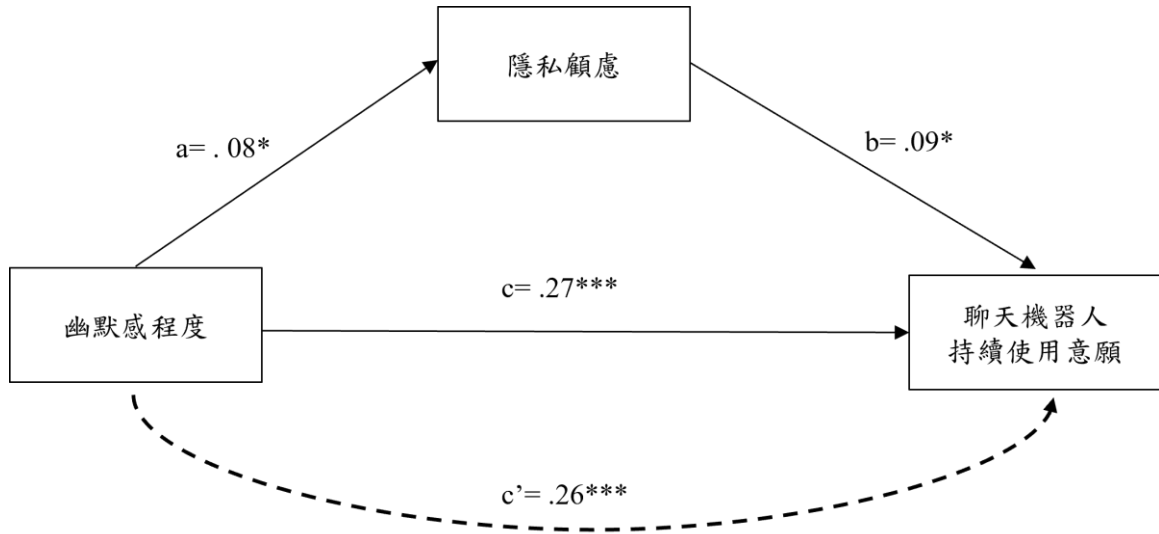 隱私顧慮
a= . 08*
b= .09*
c= .27***
幽默感程度
聊天機器人
持續使用意願
c’= .26***